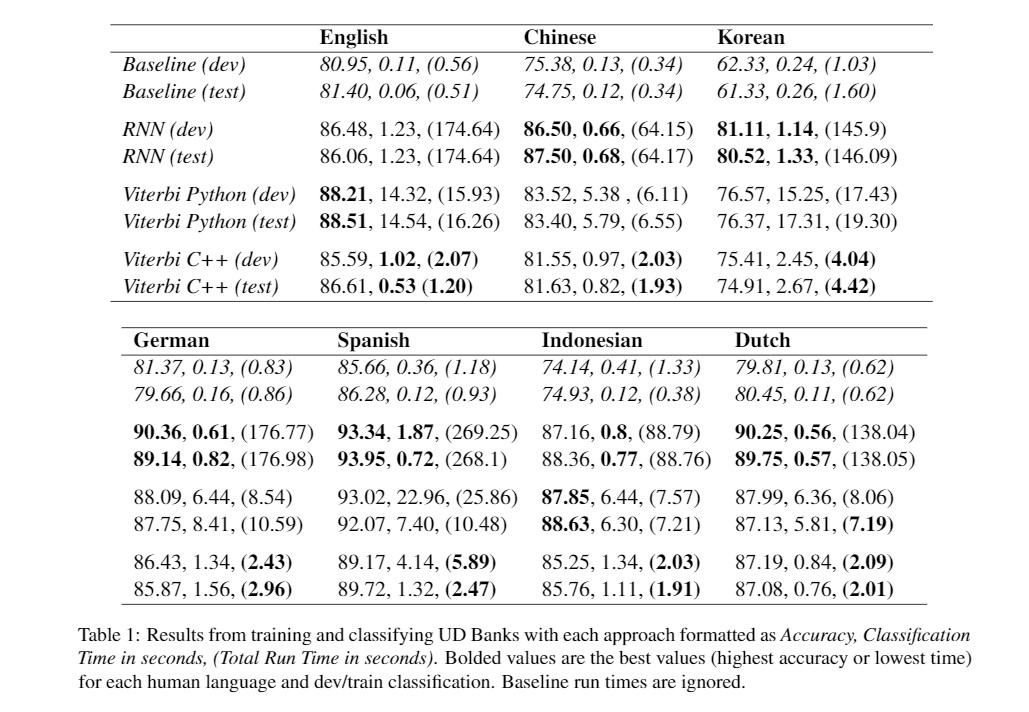 English Chinese Korean
Baseline (dev) 80.95, 0.11, (0.56) 75.38, 0.13, (0.34) 62.33, 0.24, (1.03)
Baseline (test) 81.40, 0.06, (0.51) 74.75, 0.12, (0.34) 61.33, 0.26, (1.60)
RNN (dev) 86.48, 1.23, (174.64) 86.50, 0.66, (64.15) 81.11, 1.14, (145.9)
RNN (test) 86.06, 1.23, (174.64) 87.50, 0.68, (64.17) 80.52, 1.33, (146.09)
Viterbi Python (dev) 88.21, 14.32, (15.93) 83.52, 5.38 , (6.11) 76.57, 15.25, (17.43)
Viterbi Python (test) 88.51, 14.54, (16.26) 83.40, 5.79, (6.55) 76.37, 17.31, (19.30)
Viterbi C++ (dev) 85.59, 1.02, (2.07) 81.55, 0.97, (2.03) 75.41, 2.45, (4.04)
Viterbi C++ (test) 86.61, 0.53 (1.20) 81.63, 0.82, (1.93) 74.91, 2.67, (4.42)
German Spanish Indonesian Dutch
81.37, 0.13, (0.83) 85.66, 0.36, (1.18) 74.14, 0.41, (1.33) 79.81, 0.13, (0.62)
79.66, 0.16, (0.86) 86.28, 0.12, (0.93) 74.93, 0.12, (0.38) 80.45, 0.11, (0.62)
90.36, 0.61, (176.77) 93.34, 1.87, (269.25) 87.16, 0.8, (88.79) 90.25, 0.56, (138.04)
89.14, 0.82, (176.98) 93.95, 0.72, (268.1) 88.36, 0.77, (88.76) 89.75, 0.57, (138.05)
88.09, 6.44, (8.54) 93.02, 22.96, (25.86) 87.85, 6.44, (7.57) 87.99, 6.36, (8.06)
87.75, 8.41, (10.59) 92.07, 7.40, (10.48) 88.63, 6.30, (7.21) 87.13, 5.81, (7.19)
86.43, 1.34, (2.43) 89.17, 4.14, (5.89) 85.25, 1.34, (2.03) 87.19, 0.84, (2.09)
85.87, 1.56, (2.96) 89.72, 1.32, (2.47) 85.76, 1.11, (1.91) 87.08, 0.76, (2.01)
Table 1: Results from training and classifying UD Banks with each approach formatted as Accuracy, Classification
Time in seconds, (Total Run Time in seconds). Bolded values are the best values (highest accuracy or lowest time)
for each human language and dev/train classification. Baseline run times are ignored.